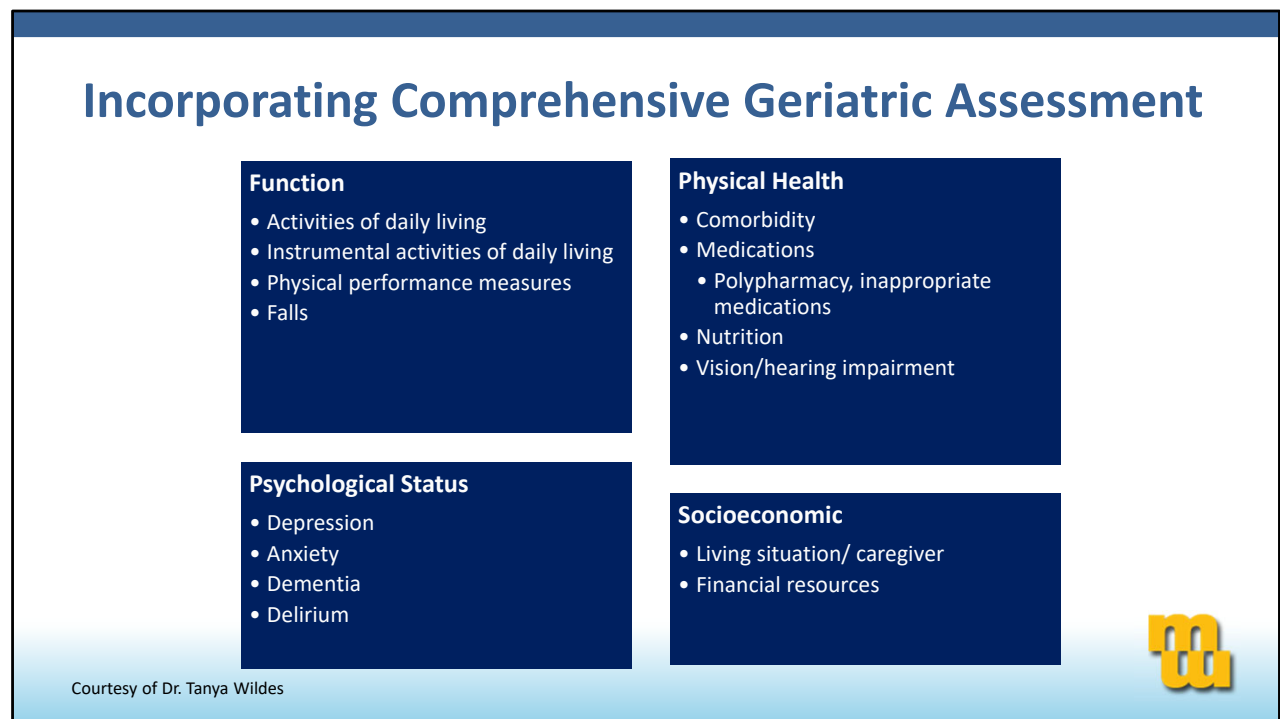 Incorporating Comprehensive Geriatric Assessment
Function
• Activities of daily living
• Instrumental activities of daily living
• Physical performance measures
• Falls
Physical Health
• Comorbidity
• Medications
• Polypharmacy, inappropriate
medications
• Nutrition
• Vision/hearing impairment
Psychological Status
• Depression
• Anxiety
• Dementia
• Delirium
Socioeconomic
• Living situation/ caregiver
• Financial resources
Courtesy of Dr. Tanya Wildes